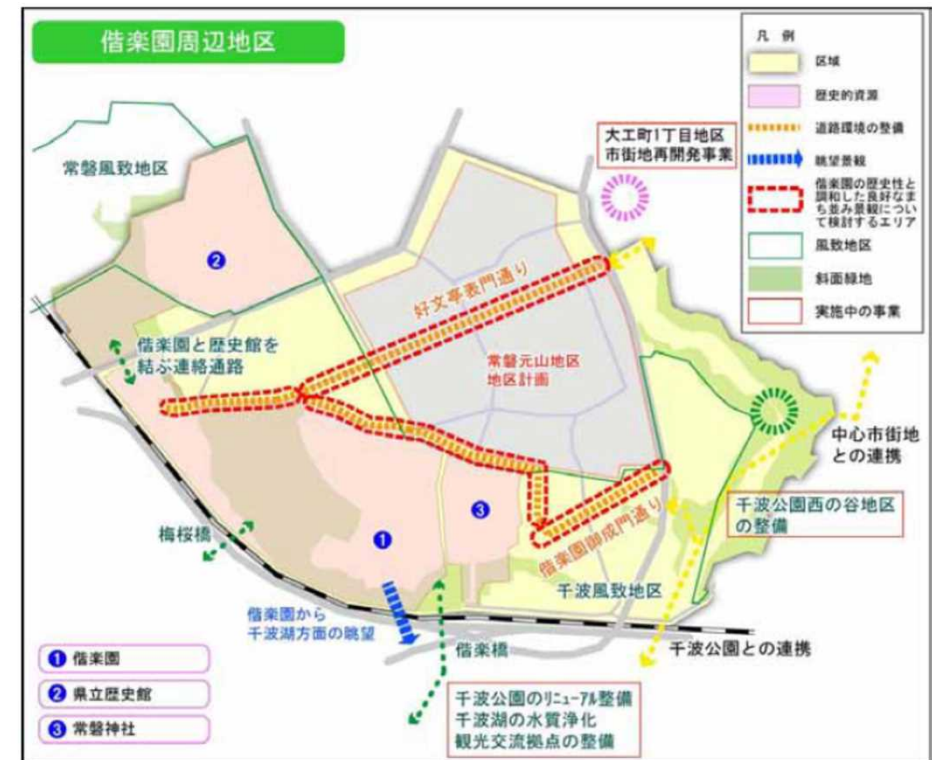 偕楽園周辺地区
凡 例
区域
歴史的資源
道路環境の整備
眺望景観
偕楽園の歴史性と
調和した良好なま
ち並み景観につい
て検討するエリア
風致地区
斜面緑地
実施中の事業
大工町1丁目地区
市街地再開発事業
常磐風致地区
2
好文亭表門通り
偕楽園と歴史館を
結ぶ連絡通路
常磐元山地区
地区計画
中心市街地
との連携
千波公園西の谷地区
の整備
3
1
梅桜橋
偕楽園御成門通り
千波風致地区
偕楽園から
千波湖方面の眺望
偕楽橋
千波公園との連携
千波公園のリニューアル整備
千波湖の水質浄化
観光交流拠点の整備
1 偕楽園
2 県立歴史館
3 常磐神社